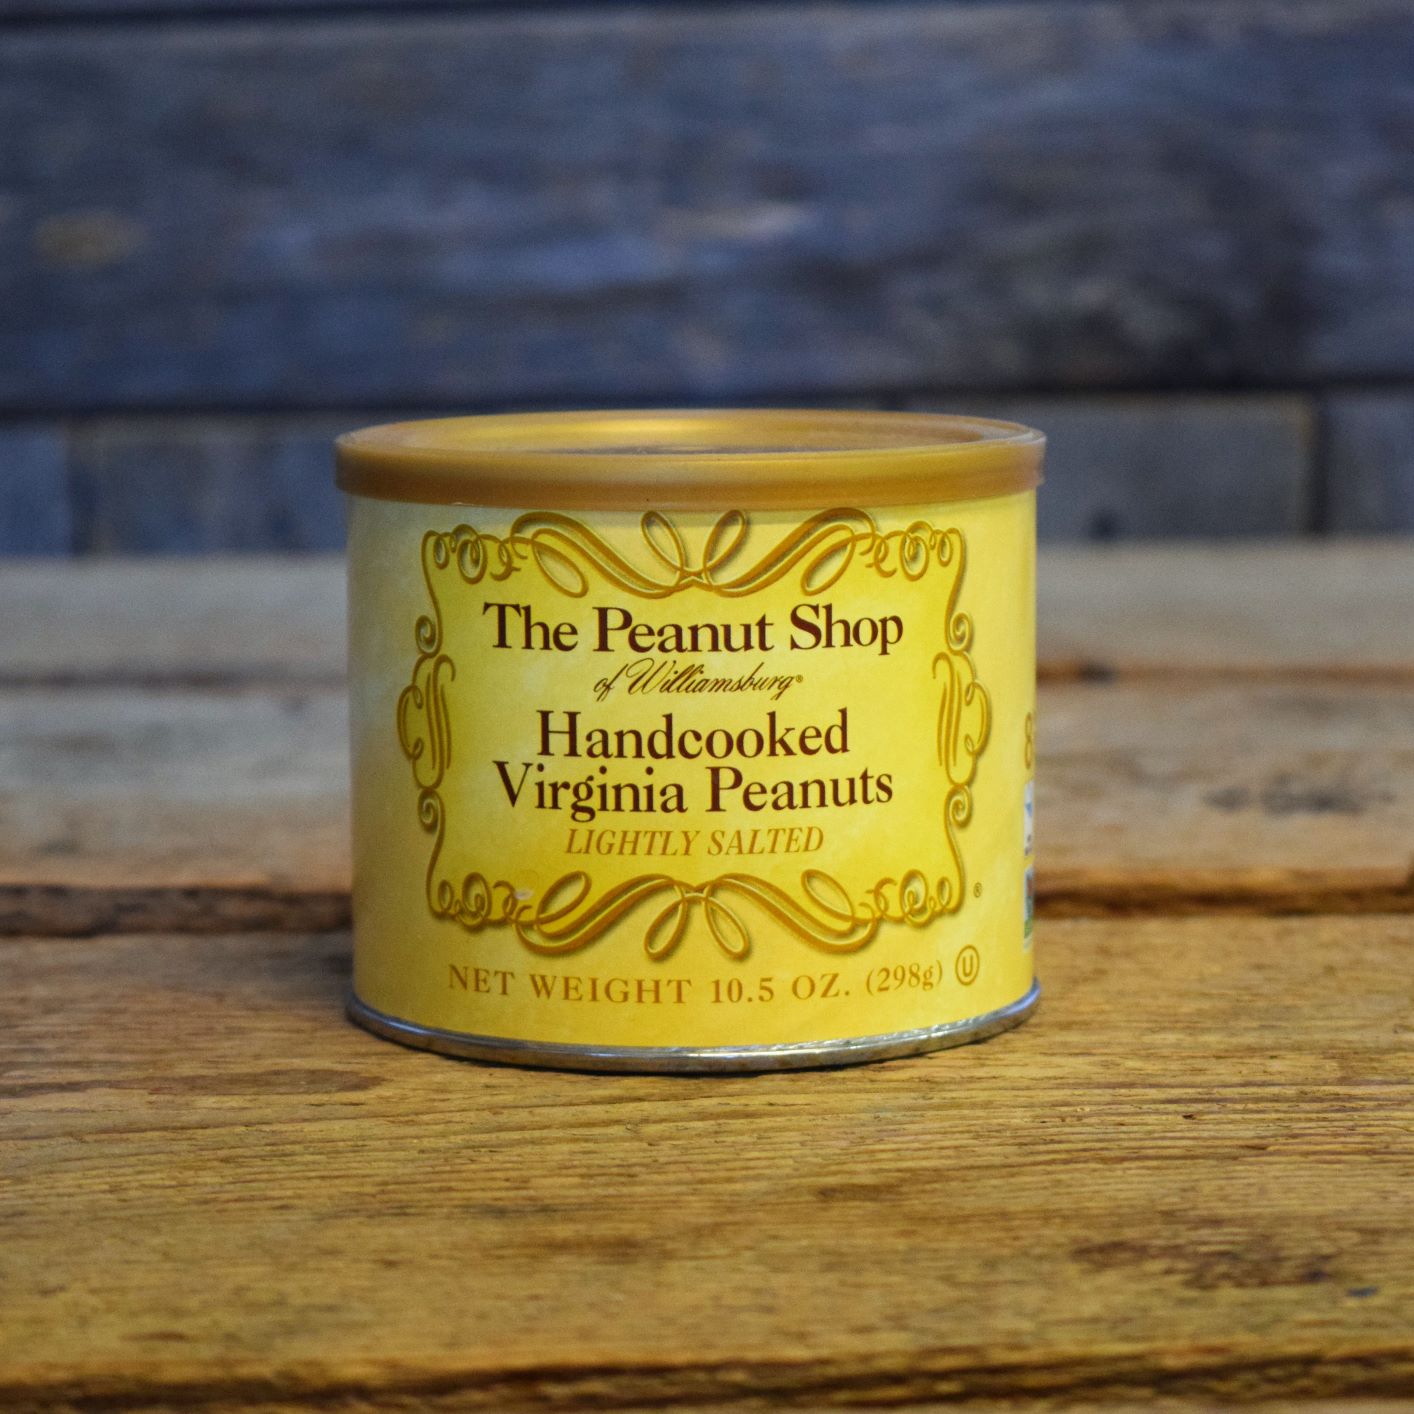 The Peanut Shop
of Williamsburg®
Handcooked
Virginia Peanuts
LIGHTLY SALTED
®
NET WEIGHT 10.5 OZ. (298g) U